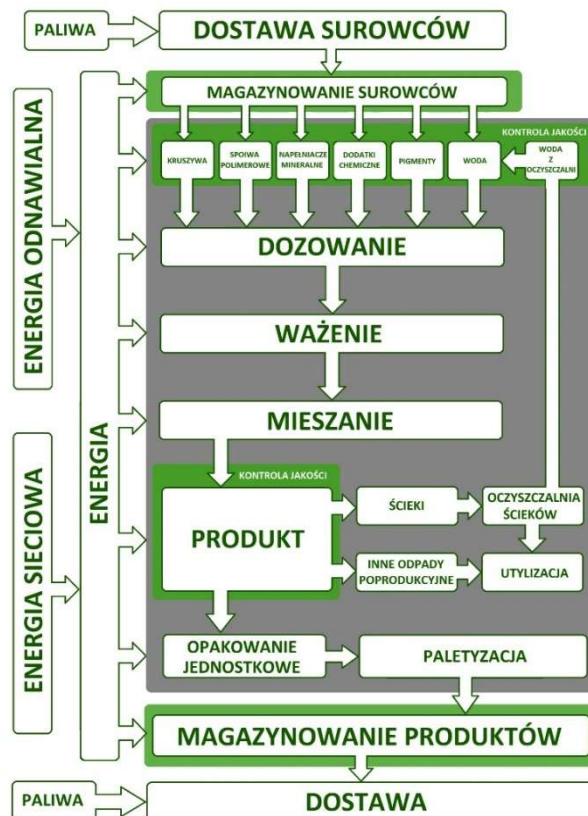 PALIWA
DOSTAWA SUROWCÓW
MAGAZYNOWANIE SUROWCÓW
KONTROLA JAKOŚCI
KRUSZYWA
SPOIWA
POLIMEROWE
NAPEŁNIACZE
MINERALNE
DODATKI
CHEMICZNE
PIGMENTY
WODA
WODA
Z
OCZYSZCZALNI
ENERGIA ODNAWIALNA
ENERGIA SIECIOWA
ENERGIA
DOZOWANIE
WAŻENIE
MIESZANIE
KONTROLA JAKOŚCI
PRODUKT
ŚCIEKI
OCZYSZCZALNIA
ŚCIEKÓW
INNE ODPADY
POPRODUKCYJNE
UTYLIZACJA
OPAKOWANIE
JEDNOSTKOWE
PALETYZACJA
MAGAZYNOWANIE PRODUKTÓW
PALIWA
DOSTAWA